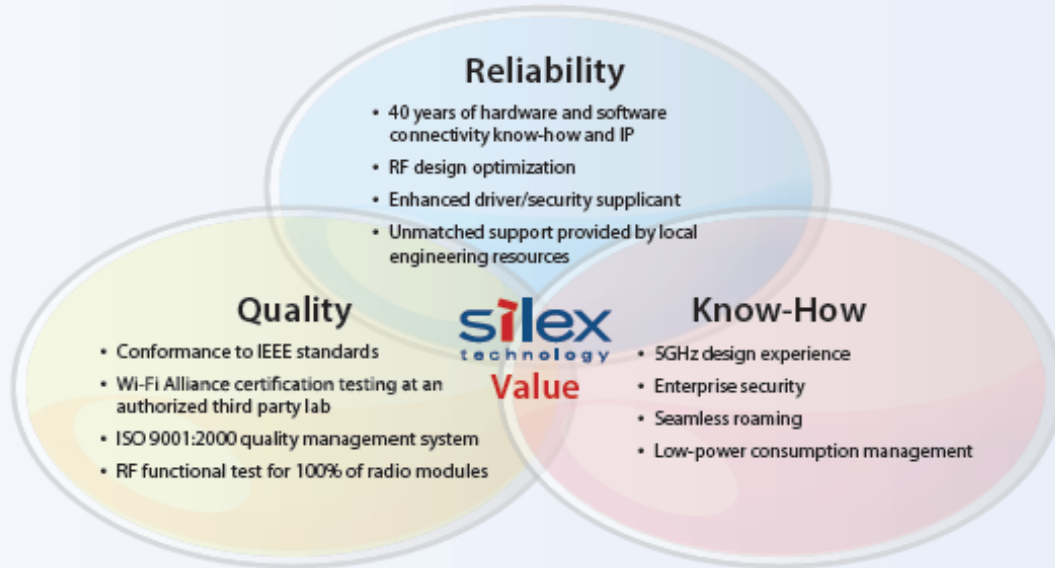 Reliability
• 40 years of hardware and software
connectivity know-how and IP
• RF design optimization
• Enhanced driver/security supplicant
• Unmatched support provided by local
engineering resources
Quality
• Conformance to IEEE standards
• Wi-Fi Alliance certification testing at an
authorized third party lab
• ISO 9001:2000 quality management system
• RF functional test for 100% of radio modules
silex
technology
Value
Know-How
• 5GHz design experience
• Enterprise security
• Seamless roaming
• Low-power consumption management